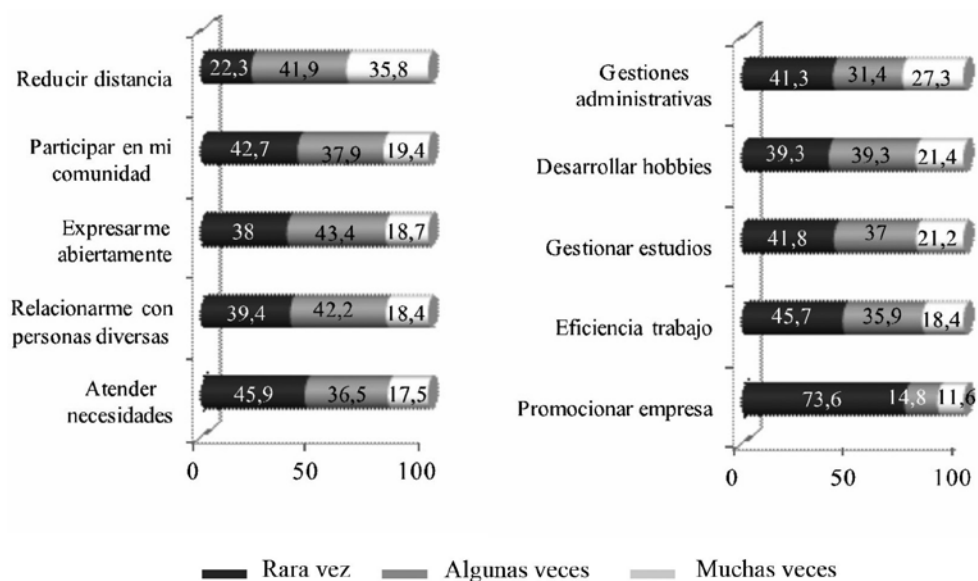 Reducir distancia
22,3 41,9 35,8
Participar en mi
comunidad
42,7 37,9 19,4
Expresarme
abiertamente
38 43,4 18,7
Relacionarme con
personas diversas
39,4 42,2 18,4
Atender
necesidades
45,9 36,5 17,5
0 50 100
Gestiones
administrativas
41,3 31,4 27,3
Desarrollar hobbies
39,3 39,3 21,4
Gestionar estudios
41,8 37 21,2
Eficiencia trabajo
45,7 35,9 18,4
Promocionar empresa
73,6 14,8 11,6
0 50 100
Rara vez Algunas veces Muchas veces